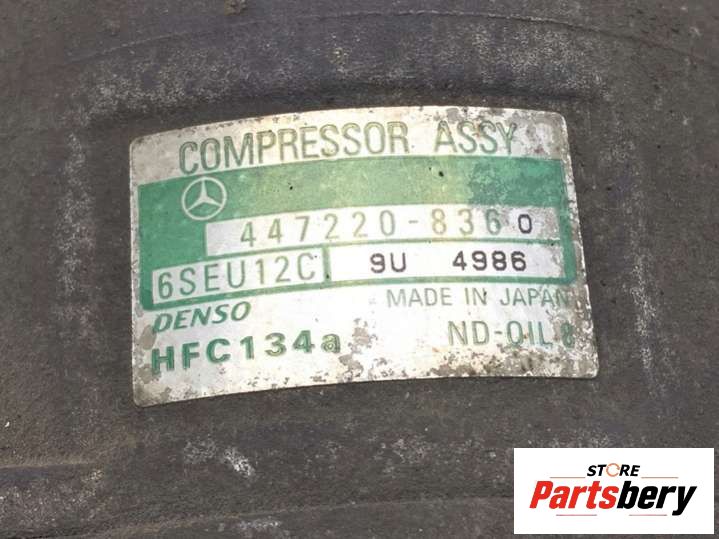 COMPRESSOR ASSY
447220-8360
6SEU12C 9U 4986
DENSO MADE IN JAPAN
HFC134a ND-OIL 8
STORE
Partsbery